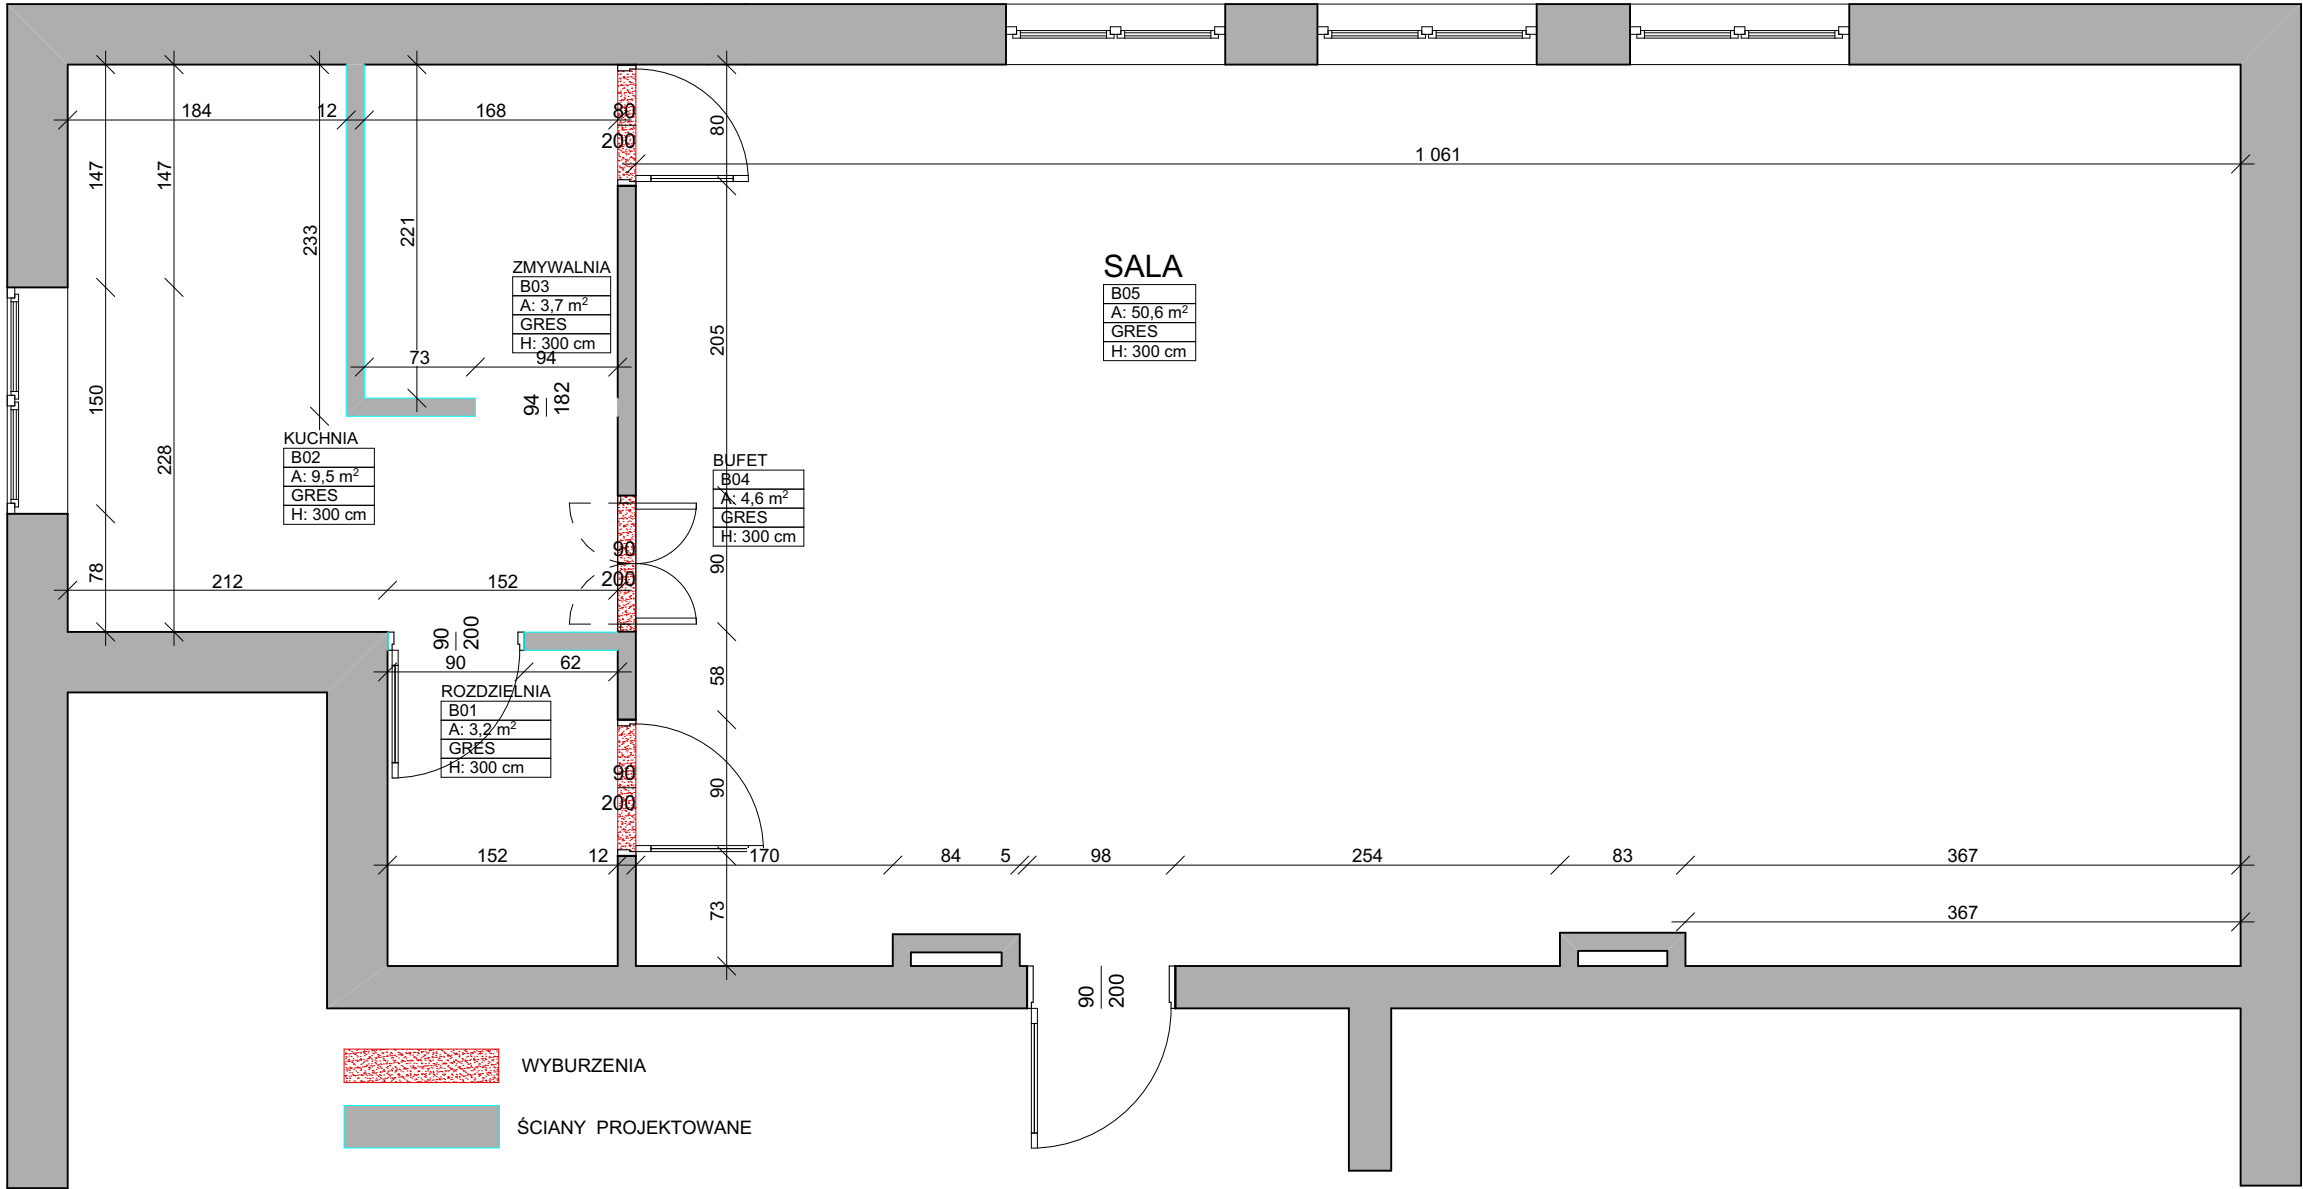 184
12
168
80
200
80
1 061
147
147
233
221
ZMYWALNIA
B03
A: 3,7 m²
GRES
H: 300 cm
SALA
B05
A: 50,6 m²
GRES
H: 300 cm
205
73
94
94
182
150
228
KUCHNIA
B02
A: 9,5 m²
GRES
H: 300 cm
BUFET
B04
A: 4,6 m²
GRES
H: 300 cm
90
200
90
78
212
152
90
200
90
62
58
ROZDZIELNIA
B01
A: 3,2 m²
GRES
H: 300 cm
90
200
90
152
12
170
84
5
98
254
83
367
73
367
90
200
WYBURZENIA
ŚCIANY PROJEKTOWANE